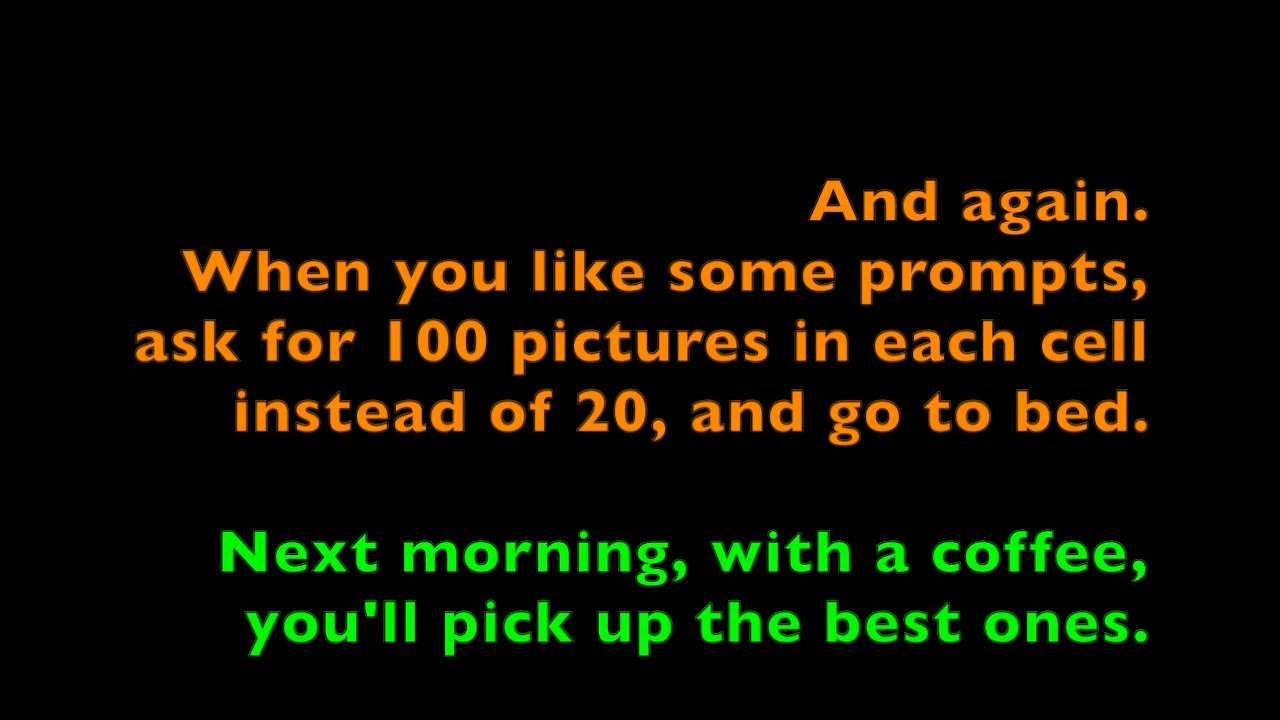 And again.
When you like some prompts,
ask for 100 pictures in each cell
instead of 20, and go to bed.
Next morning, with a coffee,
you'll pick up the best ones.